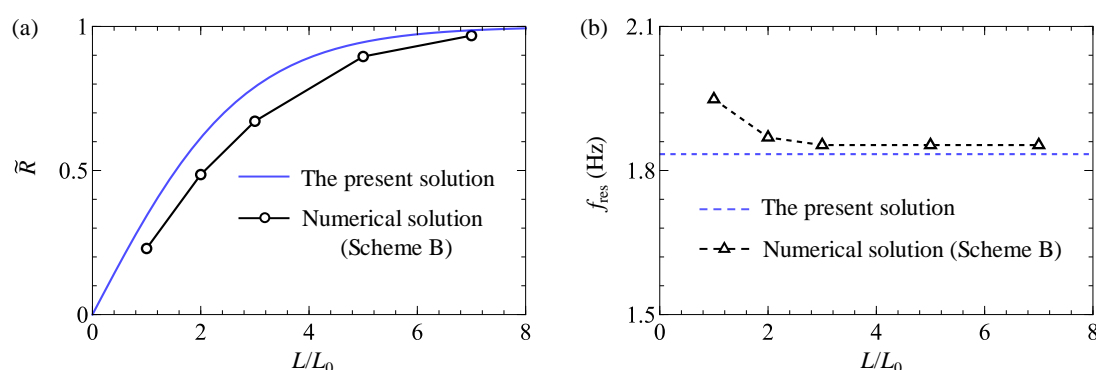 (a)
1
0.5
0
R̃
The present solution
Numerical solution
(Scheme B)
0 2 4 6 8
L/L₀
(b)
2.1
1.8
1.5
f_res (Hz)
The present solution
Numerical solution (Scheme B)
0 2 4 6 8
L/L₀